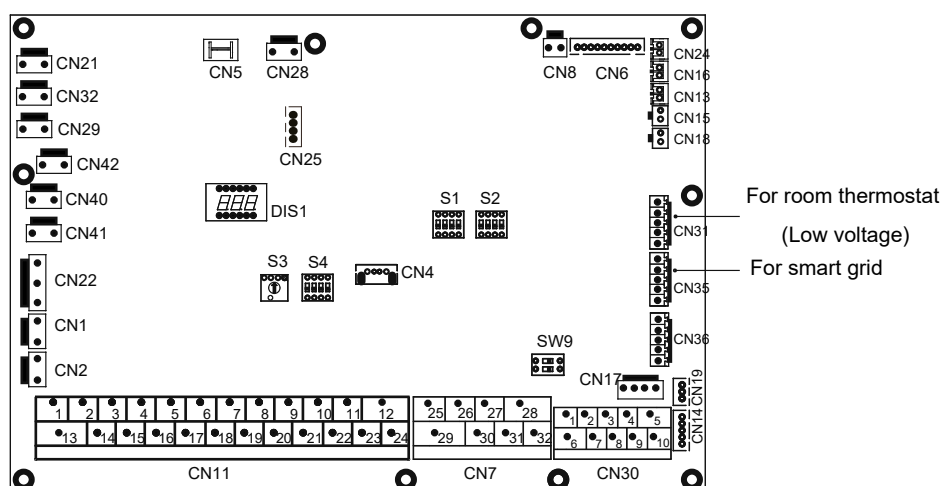 CN21
CN5
CN28
CN8
CN6
CN24
CN16
CN32
CN13
CN15
CN29
CN18
CN25
CN42
CN40
DIS1
888
S1
S2
For room thermostat
CN31
(Low voltage)
CN41
For smart grid
CN22
S3
S4
CN4
CN35
CN1
SW9
CN36
CN2
CN17
CN19
CN14
1 2 3 4 5 6 7 8 9 10 11 12
13 14 15 16 17 18 19 20 21 22 23 24
CN11
25 26 27 28
29 30 31 32
CN7
1 2 3 4 5
6 7 8 9 10
CN30